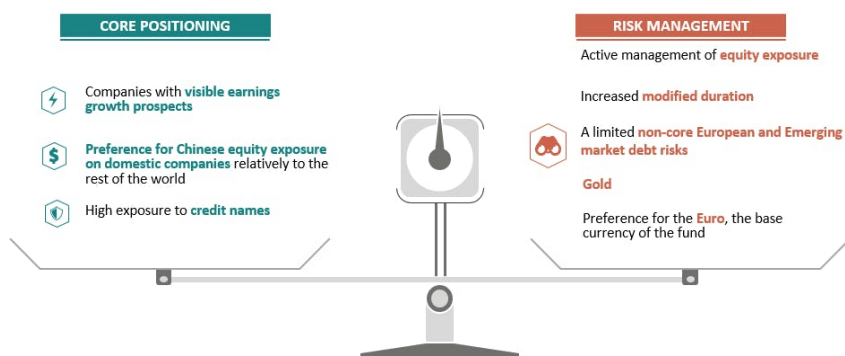 CORE POSITIONING
Companies with visible earnings
growth prospects
$
Preference for Chinese equity exposure
on domestic companies relatively to the
rest of the world
High exposure to credit names
RISK MANAGEMENT
Active management of equity exposure
Increased modified duration
A limited non-core European and Emerging
market debt risks
Gold
Preference for the Euro, the base
currency of the fund